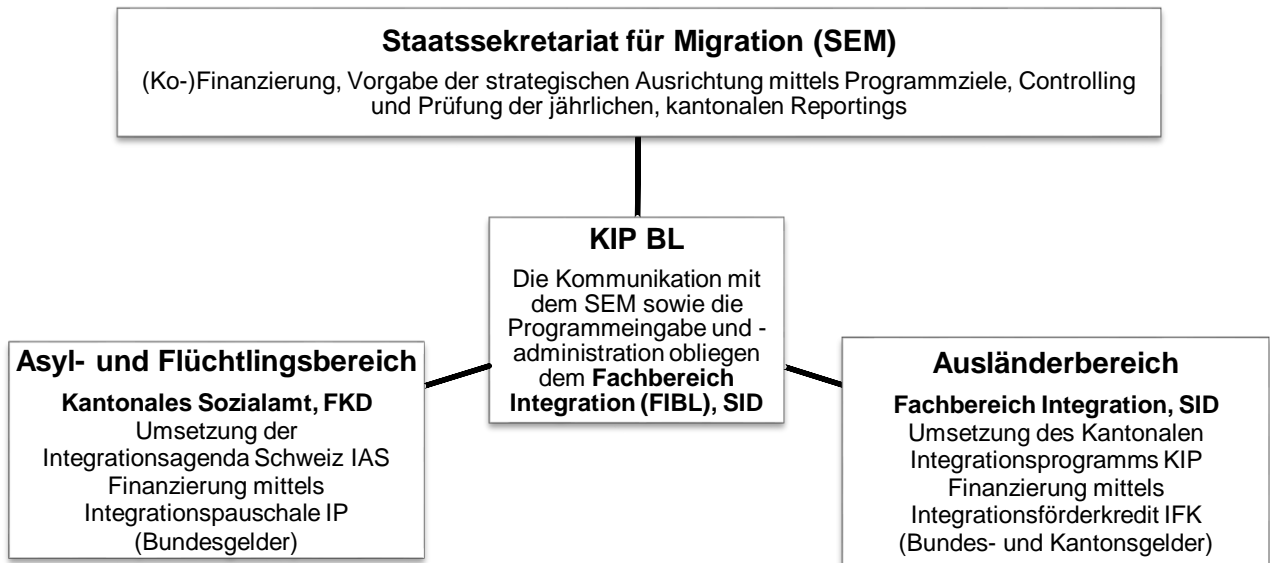 Staatssekretariat für Migration (SEM)
(Ko-)Finanzierung, Vorgabe der strategischen Ausrichtung mittels Programmziele, Controlling
und Prüfung der jährlichen, kantonalen Reportings
KIP BL
Die Kommunikation mit
dem SEM sowie die
Programmeingabe und -
administration obliegen
dem Fachbereich
Integration (FIBL), SID
Asyl- und Flüchtlingsbereich
Kantonales Sozialamt, FKD
Umsetzung der
Integrationsagenda Schweiz IAS
Finanzierung mittels
Integrationspauschale IP
(Bundesgelder)
Ausländerbereich
Fachbereich Integration, SID
Umsetzung des Kantonalen
Integrationsprogramms KIP
Finanzierung mittels
Integrationsförderkredit IFK
(Bundes- und Kantonsgelder)